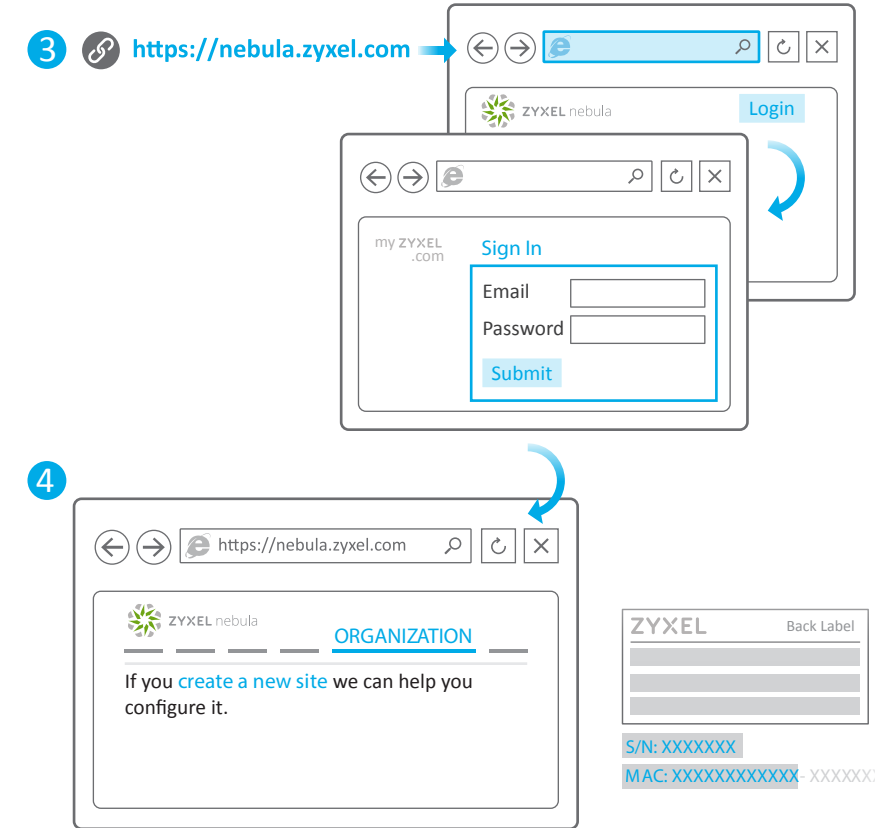 3 https://nebula.zyxel.com
ZYXEL nebula
Login
my ZYXEL
.com
Sign In
Email
Password
Submit
4
https://nebula.zyxel.com
ZYXEL nebula
ORGANIZATION
If you create a new site we can help you
configure it.
ZYXEL Back Label
S/N: XXXXXXX
MAC: XXXXXXXXXXXX- XXXXXXX